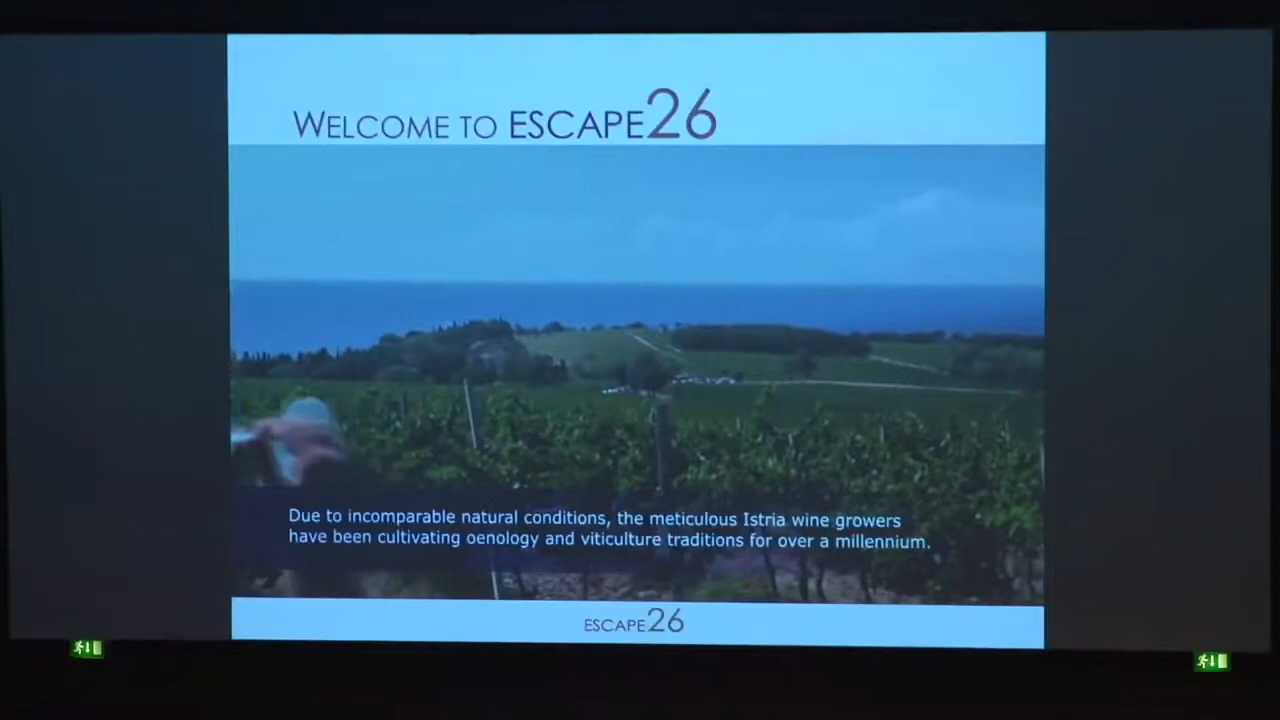 WELCOME TO ESCAPE26
Due to incomparable natural conditions, the meticulous Istria wine growers
have been cultivating oenology and viticulture traditions for over a millennium.
ESCAPE26